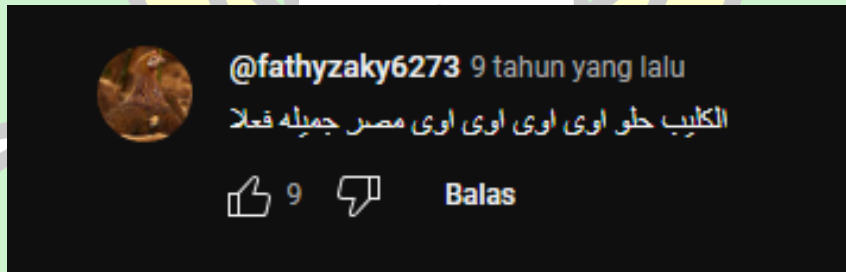 @fathyzaky6273 9 tahun yang lalu
الكليب حلو اوى اوى اوى اوى مصر جميله فعلا
9 Balas